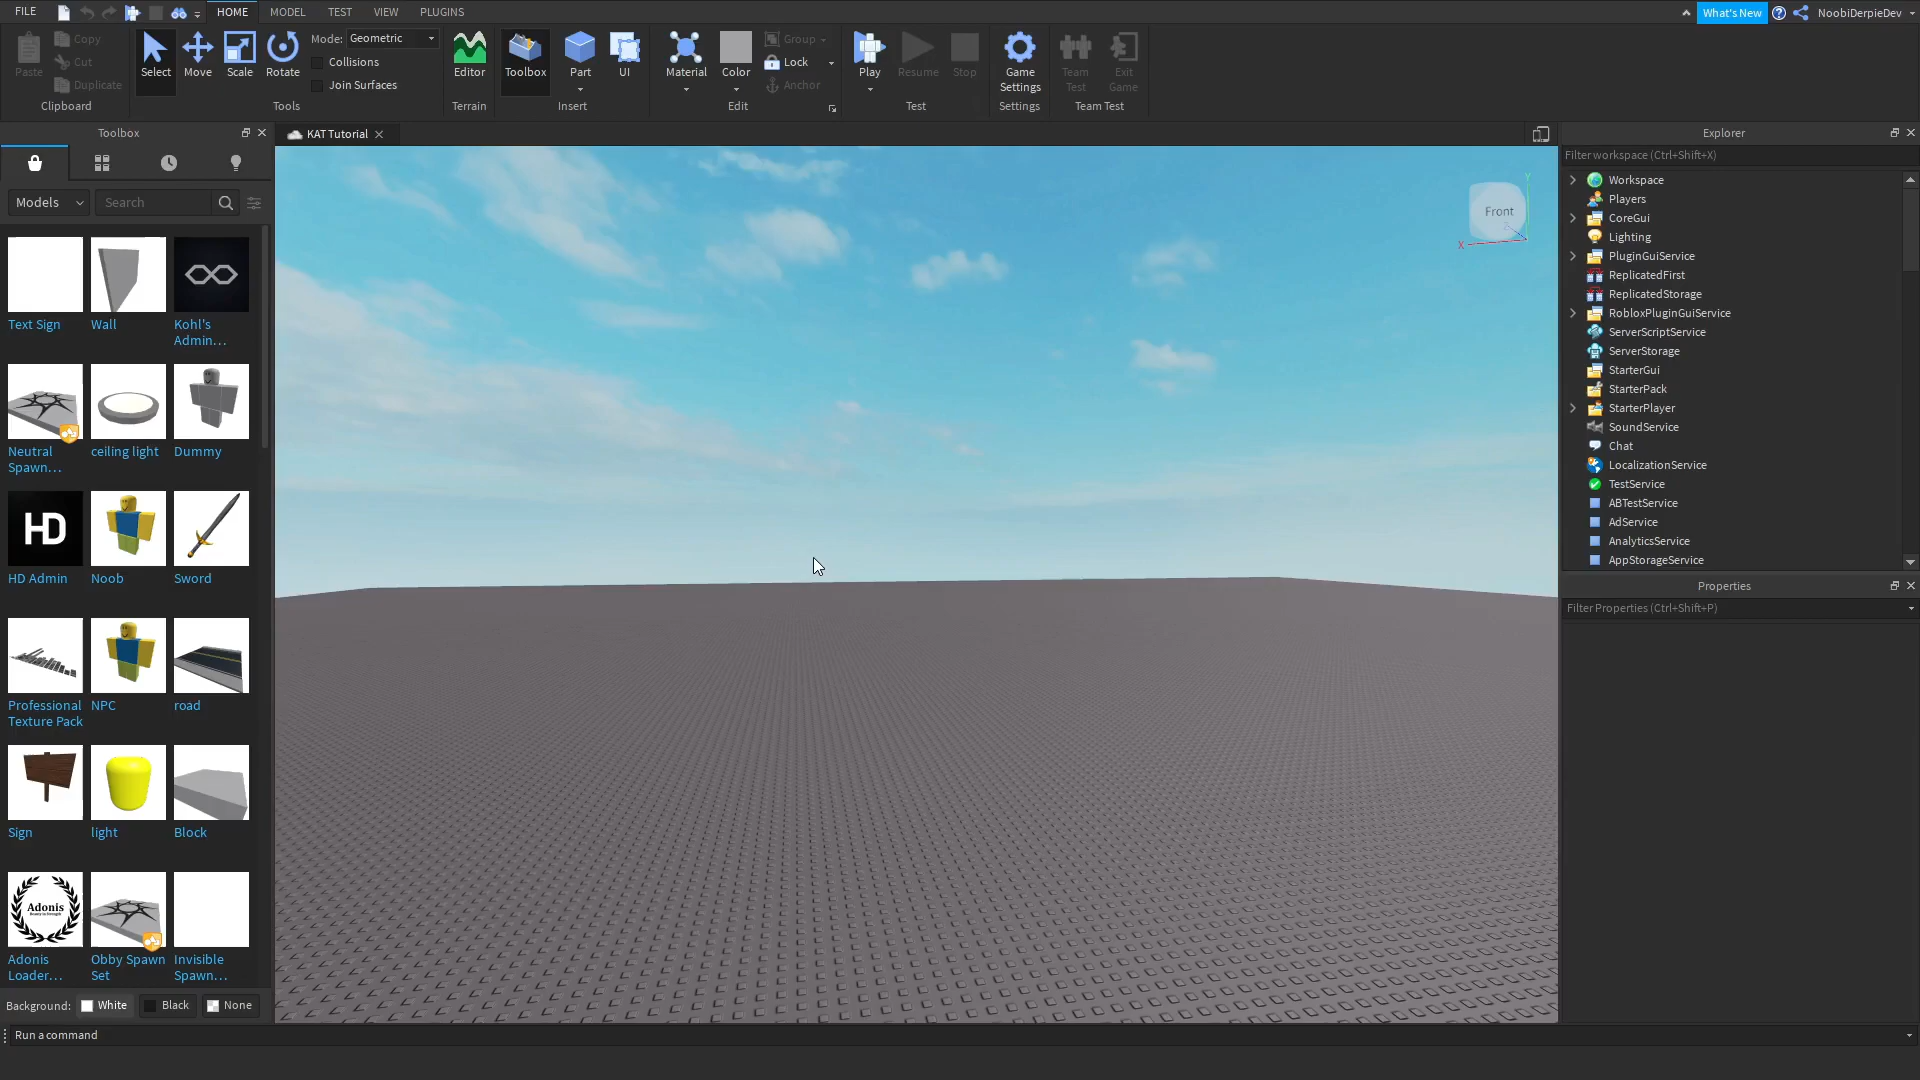 FILE
HOME
MODEL
TEST
VIEW
PLUGINS
What's New
NoobiDerpieDev
Paste
Copy
Cut
Duplicate
Clipboard
Select
Move
Scale
Rotate
Mode: Geometric
Collisions
Join Surfaces
Tools
Editor
Terrain
Toolbox
Part
UI
Insert
Material
Color
Group
Lock
Anchor
Edit
Play
Resume
Stop
Test
Game
Settings
Settings
Team
Test
Exit
Game
Team Test
Toolbox
Models
Search
Text Sign
Wall
Kohl's
Admin...
Neutral
Spawn...
ceiling light
Dummy
HD
HD Admin
Noob
Sword
Professional
Texture Pack
NPC
road
Sign
light
Block
Adonis
Adonis
Loader...
Obby Spawn
Set
Invisible
Spawn...
Background:
White
Black
None
Run a command
KAT Tutorial
Front
X
Y
Z
Explorer
Filter workspace (Ctrl+Shift+X)
Workspace
Players
CoreGui
Lighting
PluginGuiService
ReplicatedFirst
ReplicatedStorage
RobloxPluginGuiService
ServerScriptService
ServerStorage
StarterGui
StarterPack
StarterPlayer
SoundService
Chat
LocalizationService
TestService
ABTestService
AdService
AnalyticsService
AppStorageService
Properties
Filter Properties (Ctrl+Shift+P)